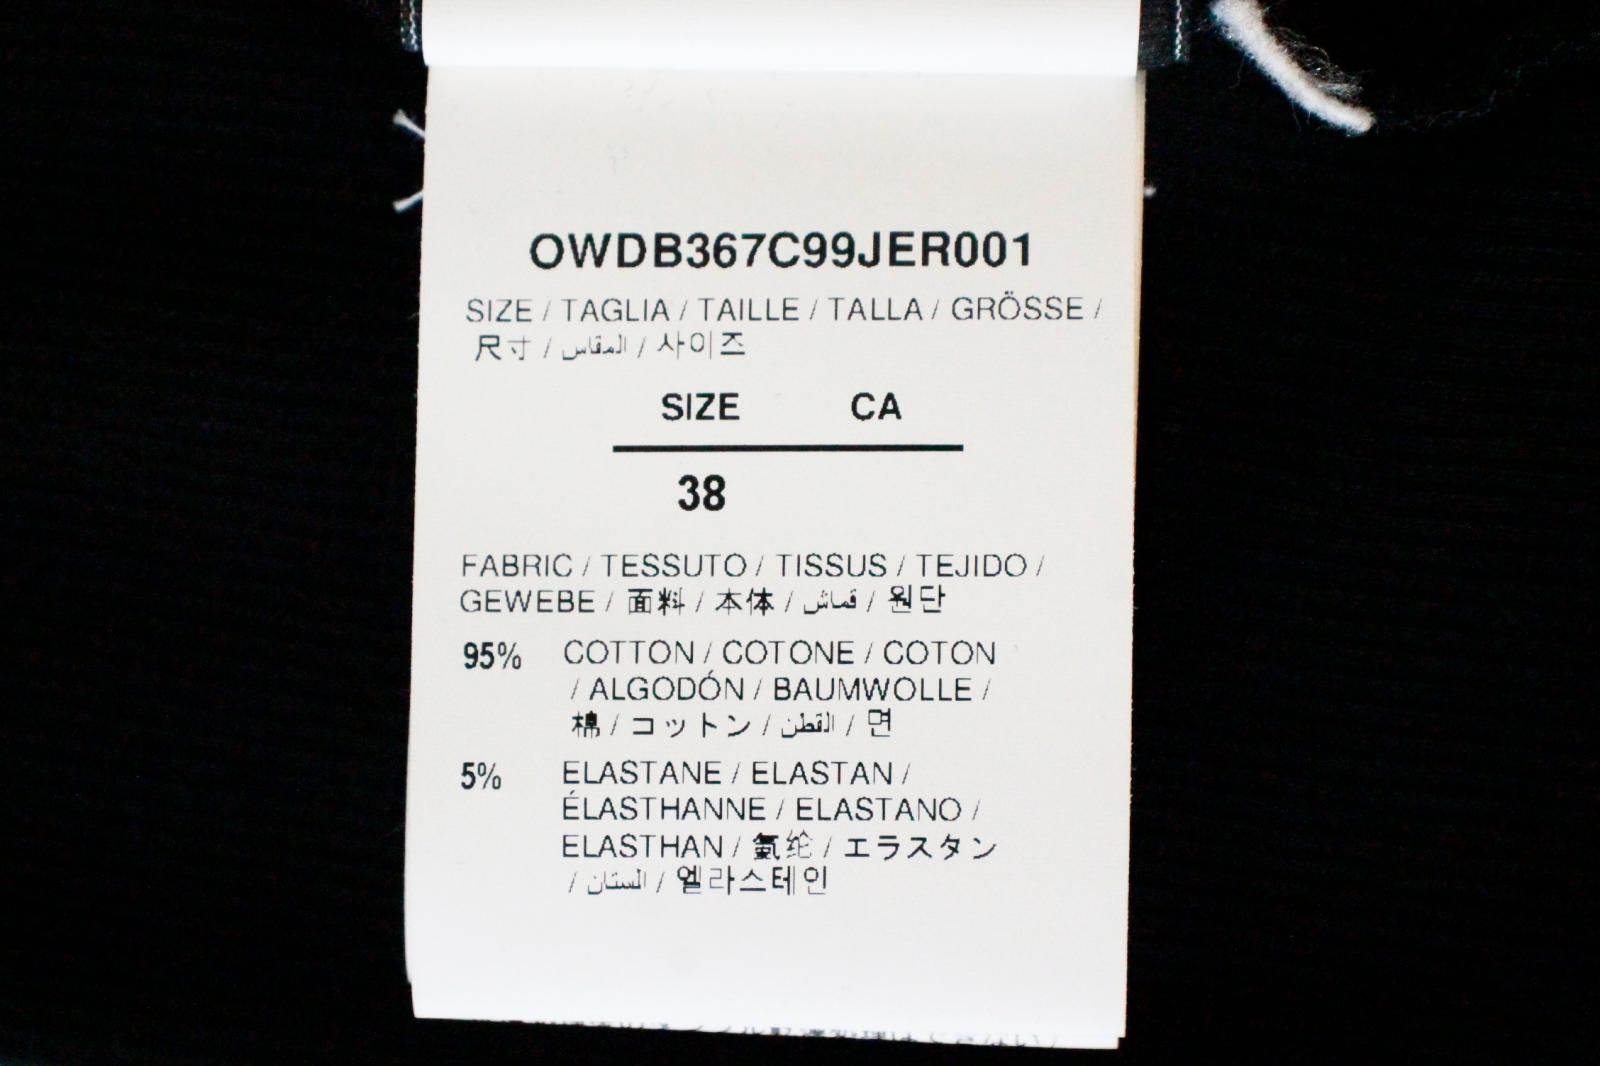 OWDB367C99JER001
SIZE / TAGLIA / TAILLE / TALLA / GRÖSSE /
尺寸 / المقاس / 사이즈
SIZE CA
38
FABRIC / TESSUTO / TISSUS / TEJIDO /
GEWEBE / 面料 / 本体 / قماش / 원단
95% COTTON / COTONE / COTON
/ ALGODÓN / BAUMWOLLE /
棉 / コットン / القطن / 면
5% ELASTANE / ELASTAN /
ÉLASTHANNE / ELASTANO /
ELASTHAN / 氨纶 / エラスタン
/ الستان / 엘라스테인